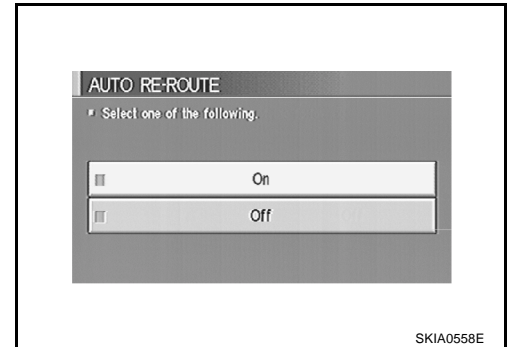 AUTO RE-ROUTE
Select one of the following.
On
Off
SKIA0558E